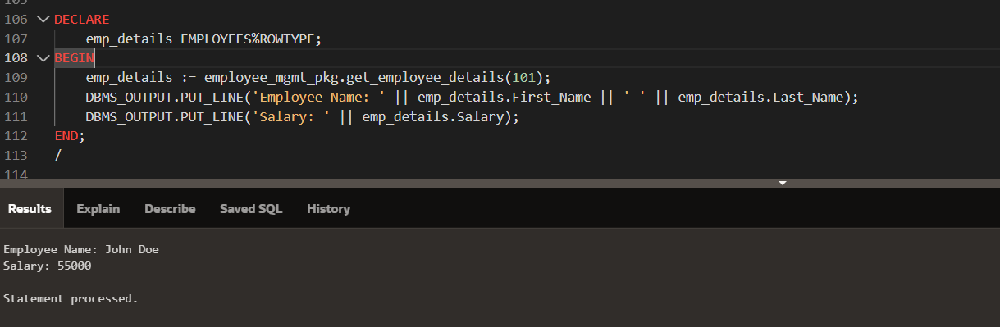 105
106 DECLARE
107 emp_details EMPLOYEES%ROWTYPE;
108 BEGIN
109 emp_details := employee_mgmt_pkg.get_employee_details(101);
110 DBMS_OUTPUT.PUT_LINE('Employee Name: ' || emp_details.First_Name || ' ' || emp_details.Last_Name);
111 DBMS_OUTPUT.PUT_LINE('Salary: ' || emp_details.Salary);
112 END;
113 /
114
Results Explain Describe Saved SQL History
Employee Name: John Doe
Salary: 55000
Statement processed.